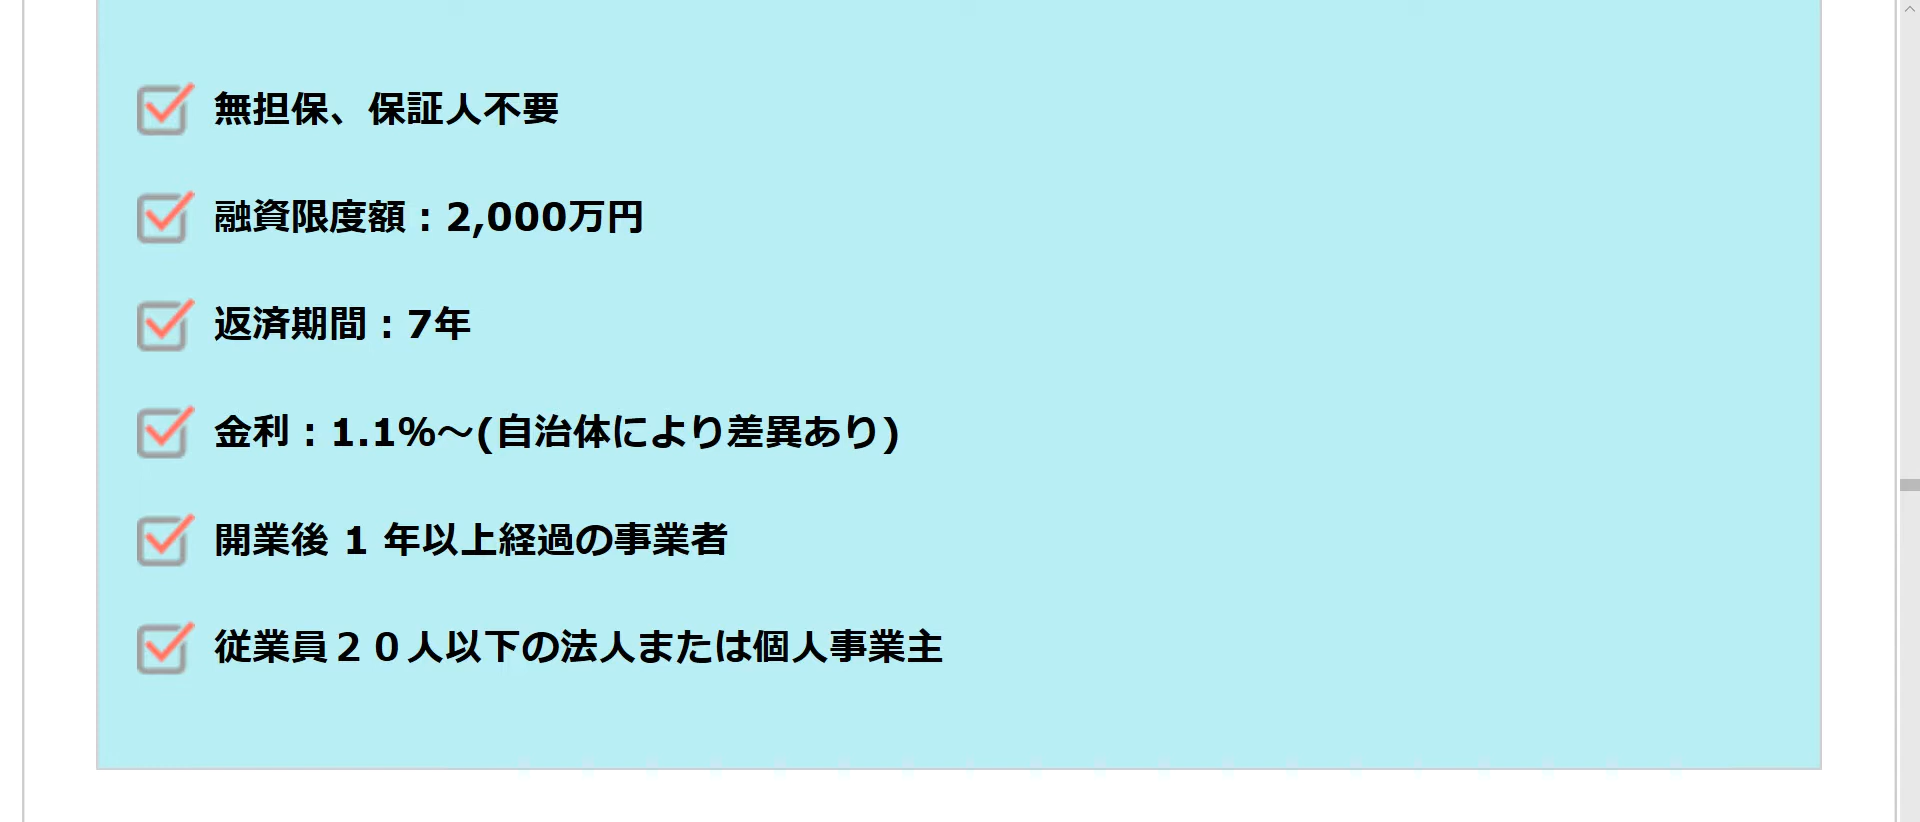 無担保、保証人不要
融資限度額：2,000万円
返済期間：7年
金利：1.1%～(自治体により差異あり)
開業後 1 年以上経過の事業者
従業員２０人以下の法人または個人事業主